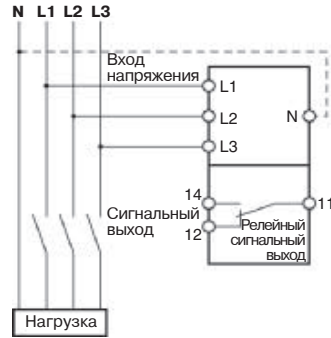 N L1 L2 L3
Вход
напряжения
L1
L2
N
L3
14
11
Сигнальный
выход
12
Релейный
сигнальный
выход
Нагрузка